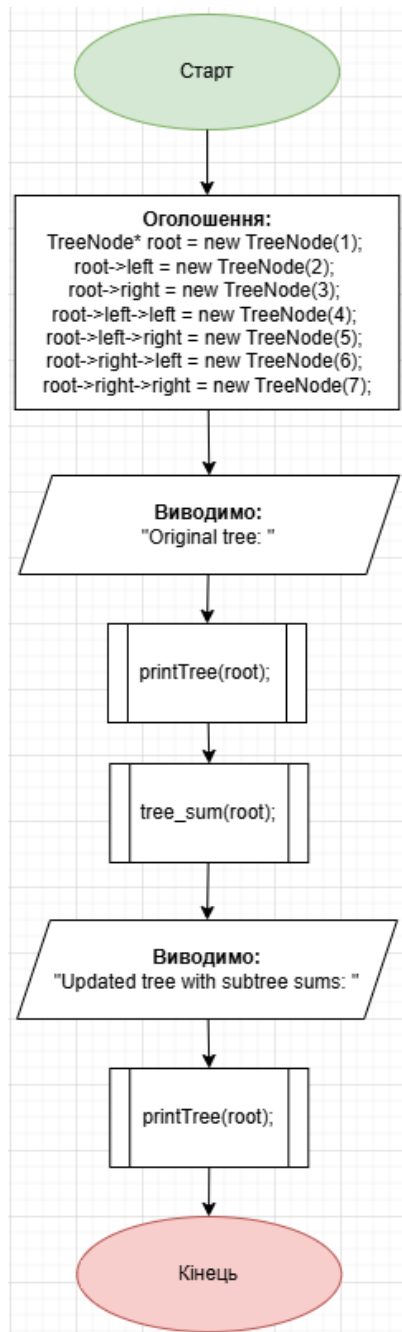 Старт
Оголошення:
TreeNode* root = new TreeNode(1);
root->left = new TreeNode(2);
root->right = new TreeNode(3);
root->left->left = new TreeNode(4);
root->left->right = new TreeNode(5);
root->right->left = new TreeNode(6);
root->right->right = new TreeNode(7);
Виводимо:
"Original tree: "
printTree(root);
tree_sum(root);
Виводимо:
"Updated tree with subtree sums: "
printTree(root);
Кінець